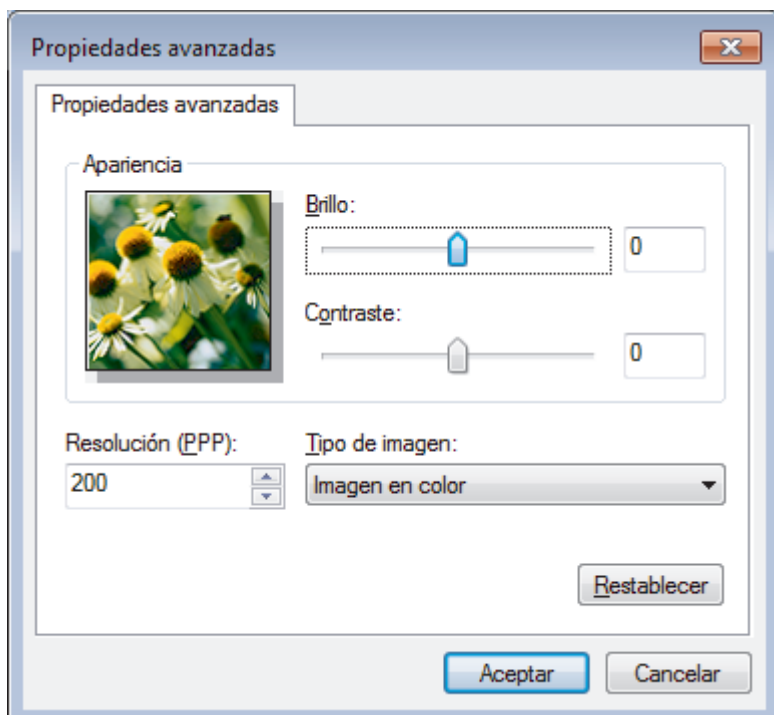 Propiedades avanzadas
Propiedades avanzadas
Apariencia
Brillo:
0
Contraste:
0
Resolución (PPP):
Tipo de imagen:
200
Imagen en color
Restablecer
Aceptar
Cancelar